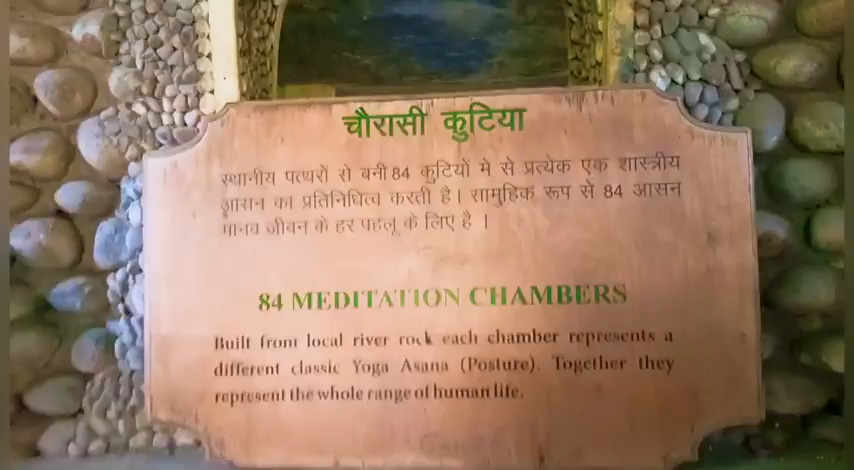 चौरासी कुटिया
स्थानीय पत्थरों से बनी 84 कुटियों मे से प्रत्येक एक शास्त्रीय
आसन का प्रतिनिधित्व करती है। सामुहिक रूप से 84 आसन
मानव जीवन के हर पहलू के लिए है ।
84 MEDITATION CHAMBERS
Built from local river rock each chamber represents a
different classic Yoga Asana (Posture). Together they
represent the whole range of human life.